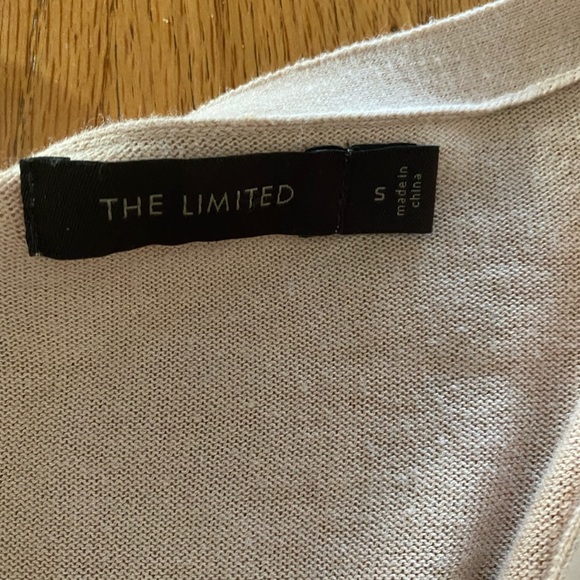 THE LIMITED
S
made in
china